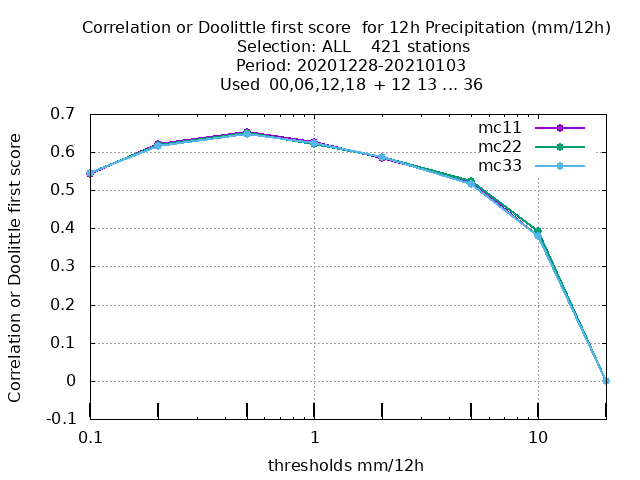 Correlation or Doolittle first score  for 12h Precipitation (mm/12h)
Selection: ALL    421 stations
Period: 20201228-20210103
Used  00,06,12,18  + 12 13 ... 36
mc11
mc22
mc33
Correlation or Doolittle first score
0.7
0.6
0.5
0.4
0.3
0.2
0.1
0
-0.1
0.1
1
10
thresholds mm/12h